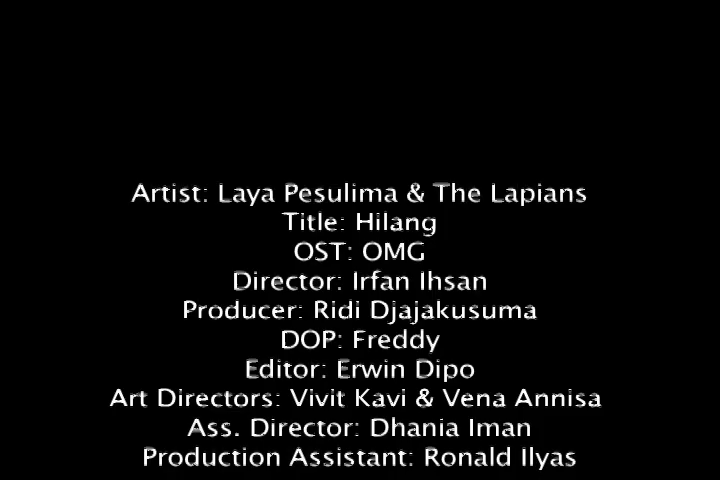 Artist: Laya Pesulima & The Lapians
Title: Hilang
OST: OMG
Director: Irfan Ihsan
Producer: Ridi Djajakusuma
DOP: Freddy
Editor: Erwin Dipo
Art Directors: Vivit Kavi & Vena Annisa
Ass. Director: Dhania Iman
Production Assistant: Ronald Ilyas